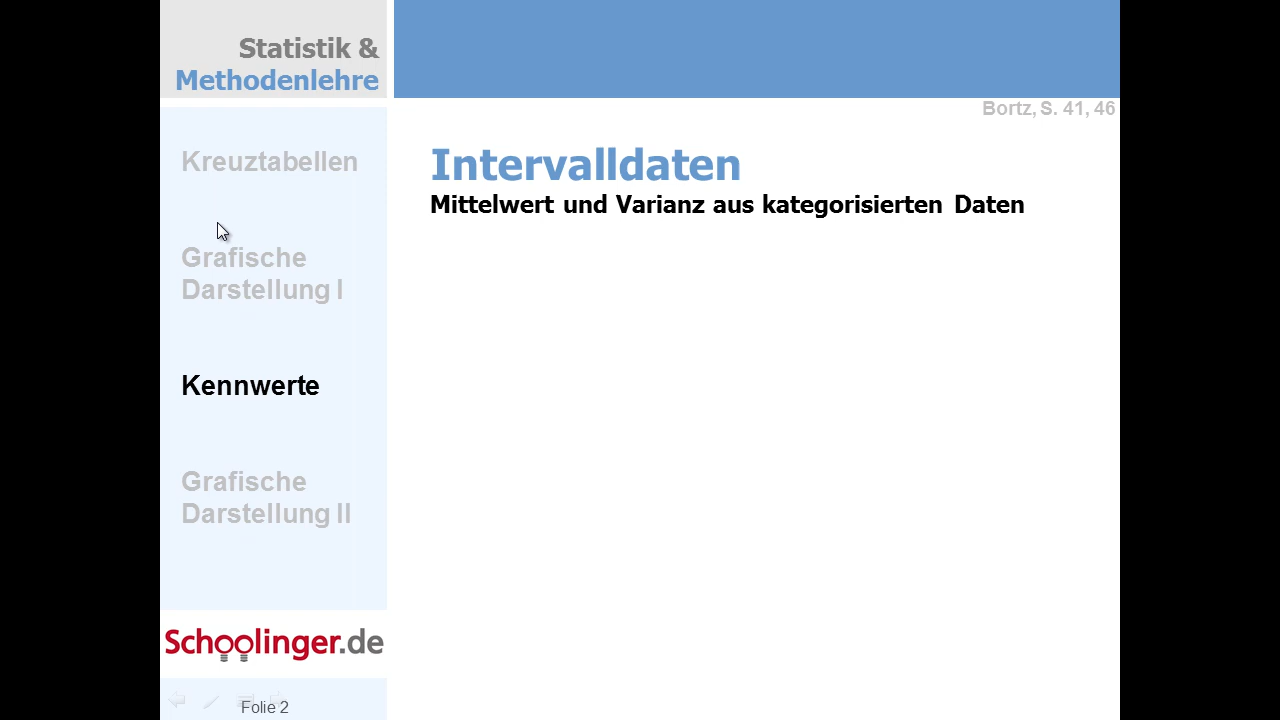 Statistik &
Methodenlehre
Bortz, S. 41, 46
Kreuztabellen
Grafische
Darstellung I
Kennwerte
Grafische
Darstellung II
Intervalldaten
Mittelwert und Varianz aus kategorisierten Daten
Schoolinger.de
Folie 2